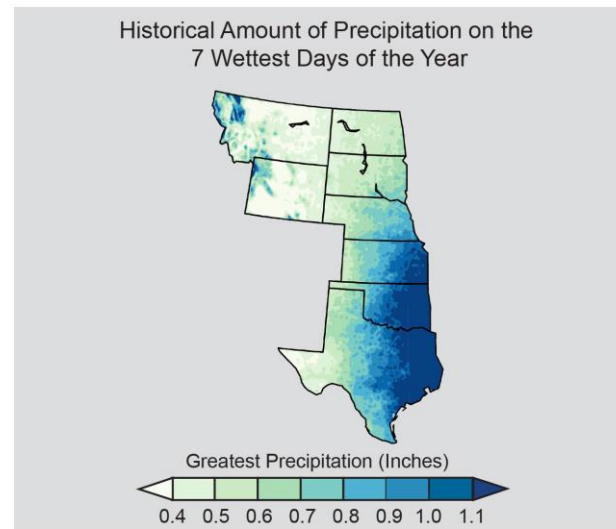 Historical Amount of Precipitation on the
7 Wettest Days of the Year
Greatest Precipitation (Inches)
0.4 0.5 0.6 0.7 0.8 0.9 1.0 1.1